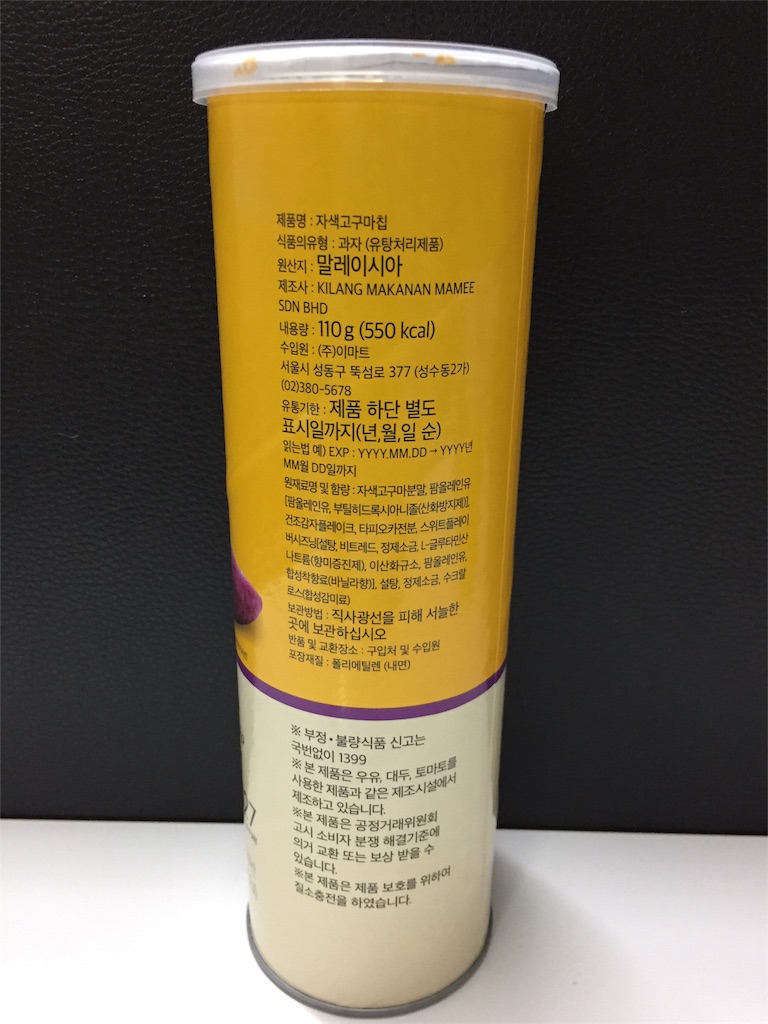 제품명 : 자색고구마칩
식품의유형 : 과자 (유탕처리제품)
원산지 : 말레이시아
제조사 : KILANG MAKANAN MAMEE
SDN BHD
내용량 : 110 g (550 kcal)
수입원 : (주)이마트
서울시 성동구 뚝섬로 377 (성수동2가)
(02)380-5678
유통기한 : 제품 하단 별도
표시일까지(년,월,일 순)
읽는법 예) EXP : YYYY.MM.DD → YYYY년
MM월 DD일까지
원재료명 및 함량 : 자색고구마분말, 팜올레인유
[팜올레인유, 부틸히드록시아니졸(산화방지제)],
건조감자플레이크, 타피오카전분, 스위트플레이
버시즈닝[설탕, 비트레드, 정제소금, L-글루타민산
나트륨(향미증진제), 이산화규소, 팜올레인유,
합성착향료(바닐라향)], 설탕, 정제소금, 수크랄
로스(합성감미료)
보관방법 : 직사광선을 피해 서늘한
곳에 보관하십시오
반품 및 교환장소 : 구입처 및 수입원
포장재질 : 폴리에틸렌 (내면)
※ 부정•불량식품 신고는
국번없이 1399
※ 본 제품은 우유, 대두, 토마토를
사용한 제품과 같은 제조시설에서
제조하고 있습니다.
※본 제품은 공정거래위원회
고시 소비자 분쟁 해결기준에
의거 교환 또는 보상 받을 수
있습니다.
※본 제품은 제품 보호를 위하여
질소충전을 하였습니다.